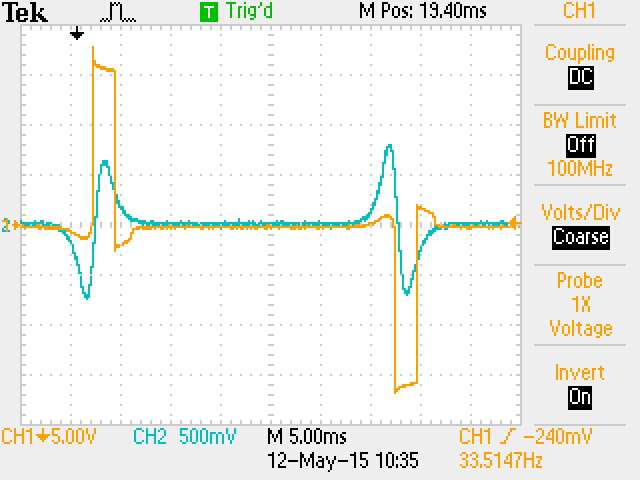 Tek T Trig'd M Pos: 19.40ms CH1
Coupling
DC
BW Limit
Off
100MHz
Volts/Div
Coarse
Probe
1X
Voltage
Invert
On
CH1 5.00V CH2 500mV M 5.00ms CH1 -240mV
12-May-15 10:35 33.5147Hz